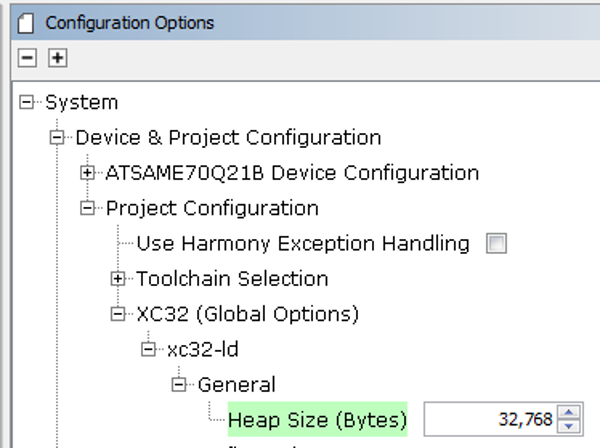 Configuration Options
System
Device & Project Configuration
ATSAME70Q21B Device Configuration
Project Configuration
Use Harmony Exception Handling
Toolchain Selection
XC32 (Global Options)
xc32-ld
General
Heap Size (Bytes) 32,768